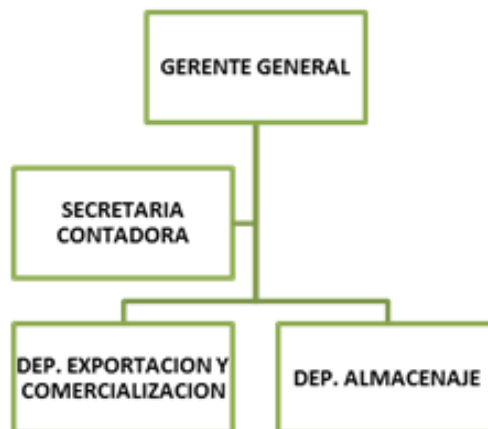 GERENTE GENERAL
SECRETARIA
CONTADORA
DEP. EXPORTACION Y
COMERCIALIZACION
DEP. ALMACENAJE